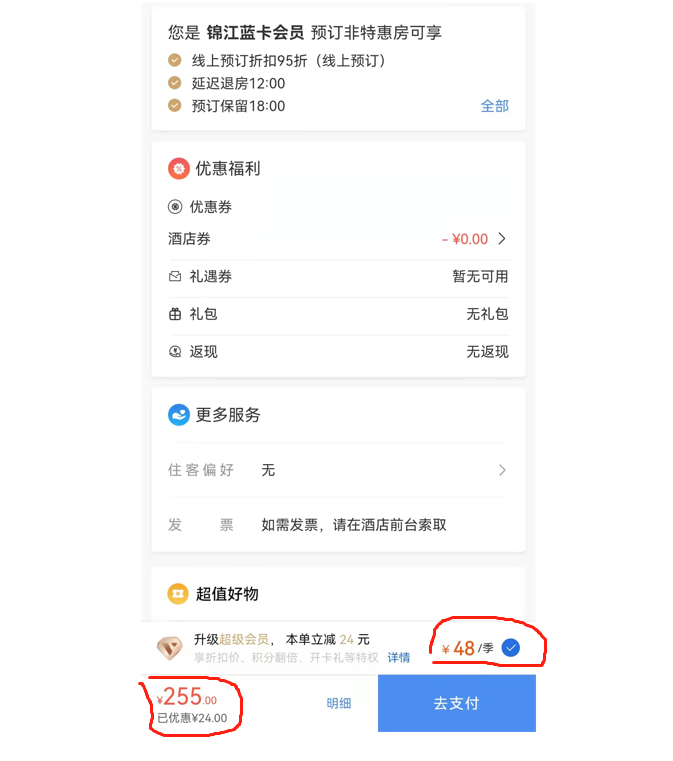 您是 锦江蓝卡会员 预订非特惠房可享
线上预订折扣95折（线上预订）
延迟退房12:00
预订保留18:00
全部
优惠福利
优惠券
酒店券
- ¥0.00
礼遇券
暂无可用
礼包
无礼包
返现
无返现
更多服务
住客偏好
无
发 票
如需发票，请在酒店前台索取
超值好物
升级超级会员， 本单立减 24 元
享折扣价、积分翻倍、开卡礼等特权 详情
¥ 48 /季
¥255.00
已优惠¥24.00
明细
去支付